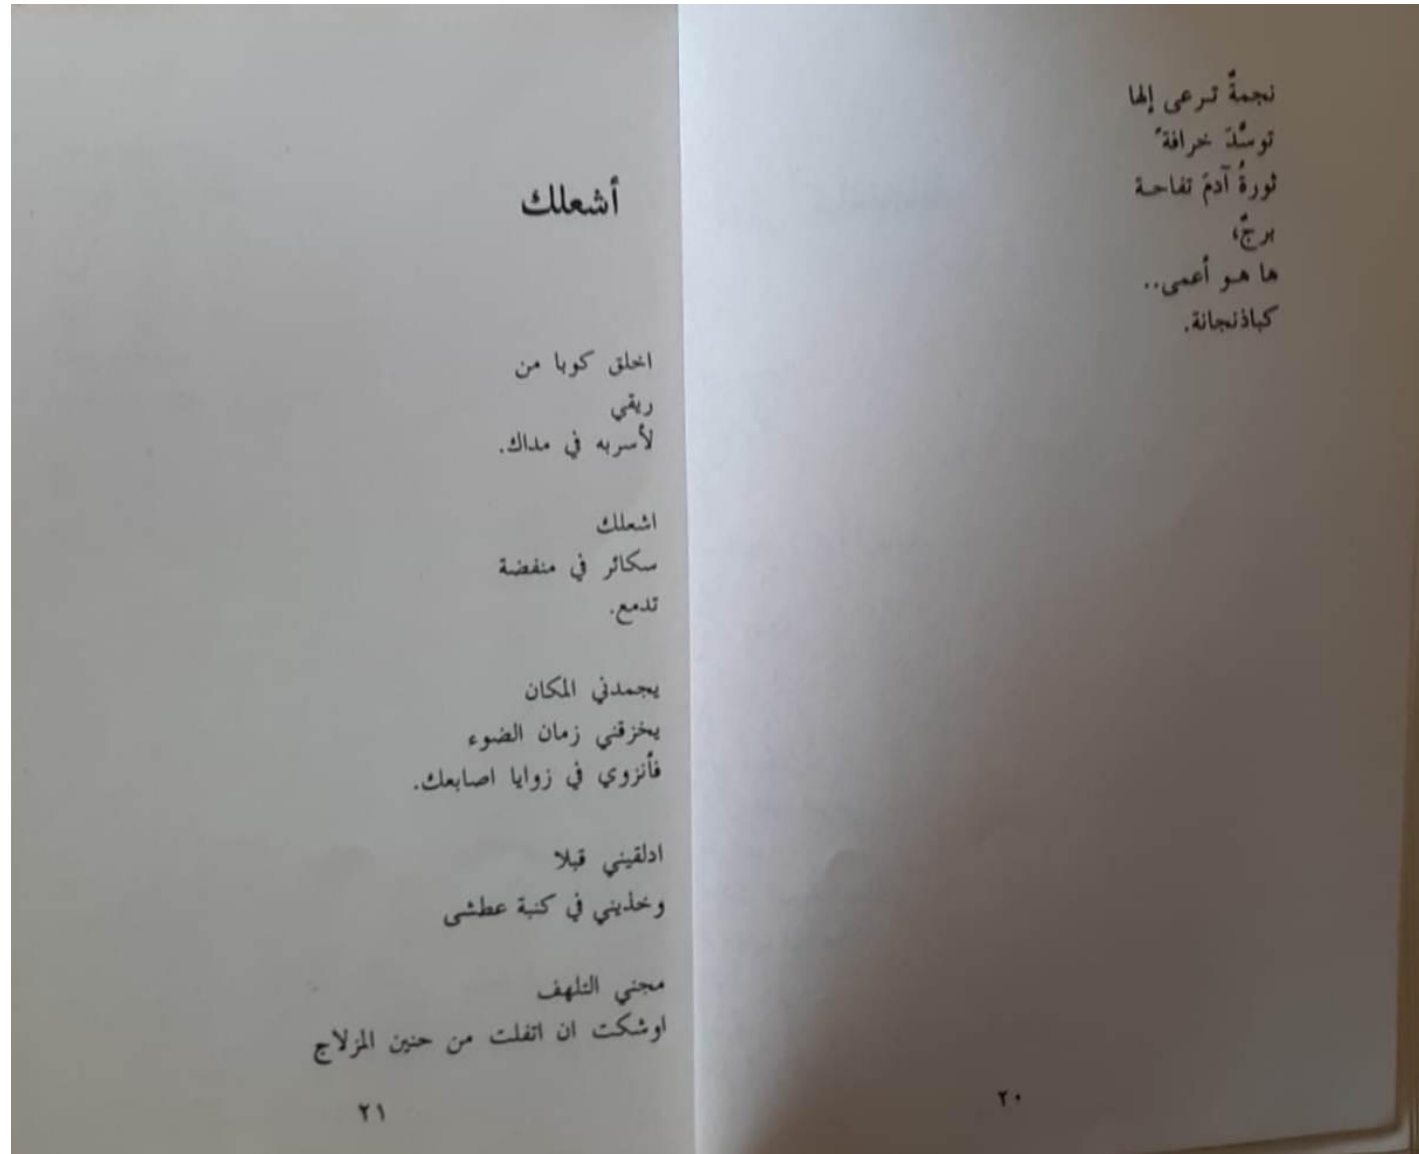 نجمةٌ ترعى إلها
توسَّدَ خرافةً
ثورةُ آدمَ تفاحة
برجٌ،
ها هو أعمى..
كباذنجانة.
٢٠
أشعلك
اخلق كوبا من
ريقي
لأسربه في مداك.
اشعلك
سكائر في منفضة
تدمع.
يجمدني المكان
يخزقني زمان الضوء
فأنزوي في زوايا اصابعك.
ادلقيني قبلا
وخذيني في كنبة عطشى
مجني التلهف
اوشكت ان اتفلت من حنين المزلاج
٢١